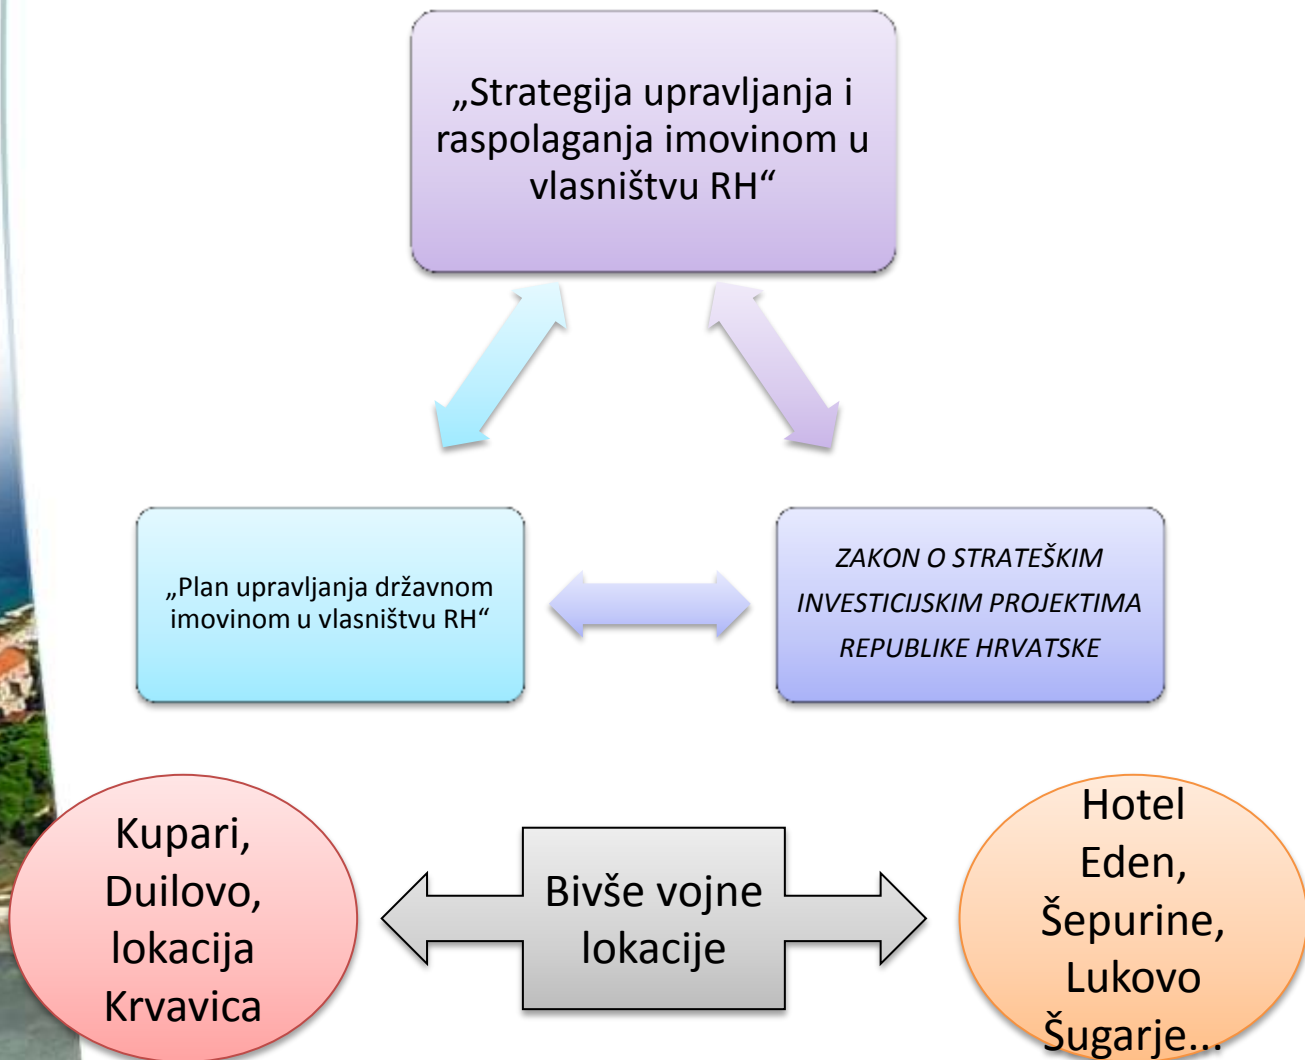 „Strategija upravljanja i
raspolaganja imovinom u
vlasništvu RH“
„Plan upravljanja državnom
imovinom u vlasništvu RH“
ZAKON O STRATEŠKIM
INVESTICIJSKIM PROJEKTIMA
REPUBLIKE HRVATSKE
Kupari,
Duilovo,
lokacija
Krvavica
Bivše vojne
lokacije
Hotel
Eden,
Šepurine,
Lukovo
Šugarje...